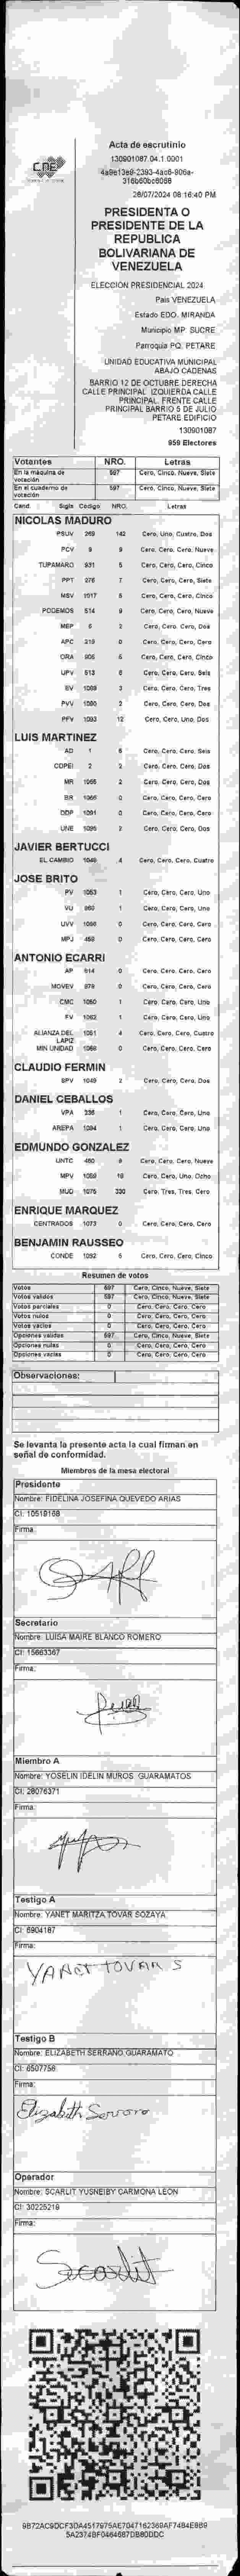 CNE
Acta de escrutinio
130901087.04.1.0001
28/07/2024 08:16:40 PM
PRESIDENTA O
PRESIDENTE DE LA
REPUBLICA
BOLIVARIANA DE
VENEZUELA
ELECCION PRESIDENCIAL 2024
Pais VENEZUELA
Estado EDO. MIRANDA
Municipio MP. SUCRE
Parroquia PQ. PETARE
UNIDAD EDUCATIVA MUNICIPAL
ABAJO CADENAS
BARRIO 12 DE OCTUBRE DERECHA
CALLE PRINCIPAL. IZQUIERDA CALLE
PRINCIPAL. FRENTE CALLE
PRINCIPAL BARRIO 5 DE JULIO
PETARE EDIFICIO
130901087
959 Electores
Votantes NRO. Letras
En la maquina de votación 597 Cero, Cinco, Nueve, Siete
En el cuaderno de votación 597 Cero, Cinco, Nueve, Siete
Cand. Sigla Codigo NRO. Letras
NICOLAS MADURO
PSUV 269 142 Cero, Uno, Cuatro, Dos
PCV 9 9 Cero, Cero, Cero, Nueve
TUPAMARO 931 5 Cero, Cero, Cero, Cinco
PPT 276 7 Cero, Cero, Cero, Siete
MSV 1017 5 Cero, Cero, Cero, Cinco
PODEMOS 514 9 Cero, Cero, Cero, Nueve
MEP 6 2 Cero, Cero, Cero, Dos
APC 219 0 Cero, Cero, Cero, Cero
ORA 905 5 Cero, Cero, Cero, Cinco
UPV 513 6 Cero, Cero, Cero, Seis
EV 1009 3 Cero, Cero, Cero, Tres
PVV 1000 2 Cero, Cero, Cero, Dos
PFV 1093 12 Cero, Cero, Uno, Dos
LUIS MARTINEZ
AD 1 6 Cero, Cero, Cero, Seis
COPEI 2 2 Cero, Cero, Cero, Dos
MR 1055 2 Cero, Cero, Cero, Dos
BR 1066 0 Cero, Cero, Cero, Cero
DDP 1091 0 Cero, Cero, Cero, Cero
UNE 1095 2 Cero, Cero, Cero, Dos
JAVIER BERTUCCI
EL CAMBIO 1049 4 Cero, Cero, Cero, Cuatro
JOSE BRITO
PV 1053 1 Cero, Cero, Cero, Uno
VU 960 1 Cero, Cero, Cero, Uno
UVV 1098 0 Cero, Cero, Cero, Cero
MPJ 458 0 Cero, Cero, Cero, Cero
ANTONIO ECARRI
AP 614 0 Cero, Cero, Cero, Cero
MOVEV 978 0 Cero, Cero, Cero, Cero
CMC 1050 1 Cero, Cero, Cero, Uno
FV 1062 1 Cero, Cero, Cero, Uno
ALIANZA DEL LAPIZ 1051 4 Cero, Cero, Cero, Cuatro
MIN UNIDAD 1068 0 Cero, Cero, Cero, Cero
CLAUDIO FERMIN
SPV 1048 2 Cero, Cero, Cero, Dos
DANIEL CEBALLOS
VPA 336 1 Cero, Cero, Cero, Uno
AREPA 1094 1 Cero, Cero, Cero, Uno
EDMUNDO GONZALEZ
UNTC 460 9 Cero, Cero, Cero, Nueve
MPV 1059 18 Cero, Cero, Uno, Ocho
MUD 1075 330 Cero, Tres, Tres, Cero
ENRIQUE MARQUEZ
CENTRADOS 1073 0 Cero, Cero, Cero, Cero
BENJAMIN RAUSSEO
CONDE 1092 5 Cero, Cero, Cero, Cinco
Resumen de votos
Votos 597 Cero, Cinco, Nueve, Siete
Votos validos 597 Cero, Cinco, Nueve, Siete
Votos parciales 0 Cero, Cero, Cero, Cero
Votos nulos 0 Cero, Cero, Cero, Cero
Votos vacios 0 Cero, Cero, Cero, Cero
Opciones validas 597 Cero, Cinco, Nueve, Siete
Opciones nulas 0 Cero, Cero, Cero, Cero
Opciones vacias 0 Cero, Cero, Cero, Cero
Observaciones:
Se levanta la presente acta la cual firman en
señal de conformidad.
Miembros de la mesa electoral
Presidente
Nombre: FIDELINA JOSEFINA QUEVEDO ARIAS
CI: 10519168
Firma:
Secretario
Nombre: LUISA MAIRE BLANCO ROMERO
CI: 15663367
Firma:
Miembro A
Nombre: YOSELIN IDELIN MUROS GUARAMATOS
CI: 28076371
Firma:
Testigo A
Nombre: YANET MARITZA TOVAR SOZAYA
CI: 6904187
Firma:
YANET TOVAR S
Testigo B
Nombre: ELIZABETH SERRANO GUARAMATO
CI: 6507756
Firma:
Elizabeth Serrano
Operador
Nombre: SCARLIT YUSNEIBY CARMONA LEON
CI: 30225219
Firma:
Scarlit